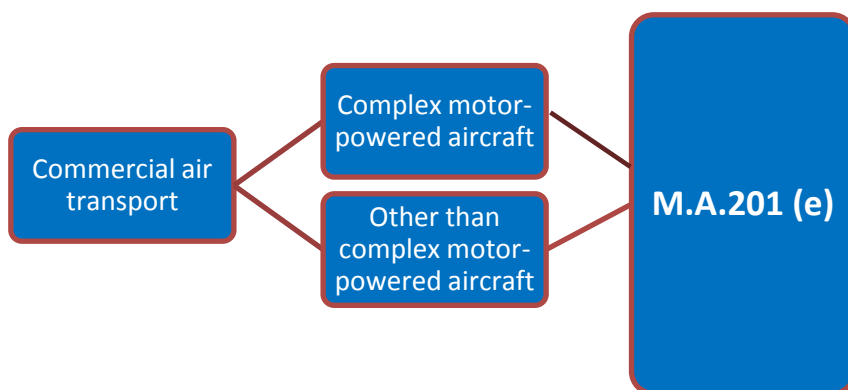 Commercial air
transport
Complex motor-
powered aircraft
Other than
complex motor-
powered aircraft
M.A.201 (e)